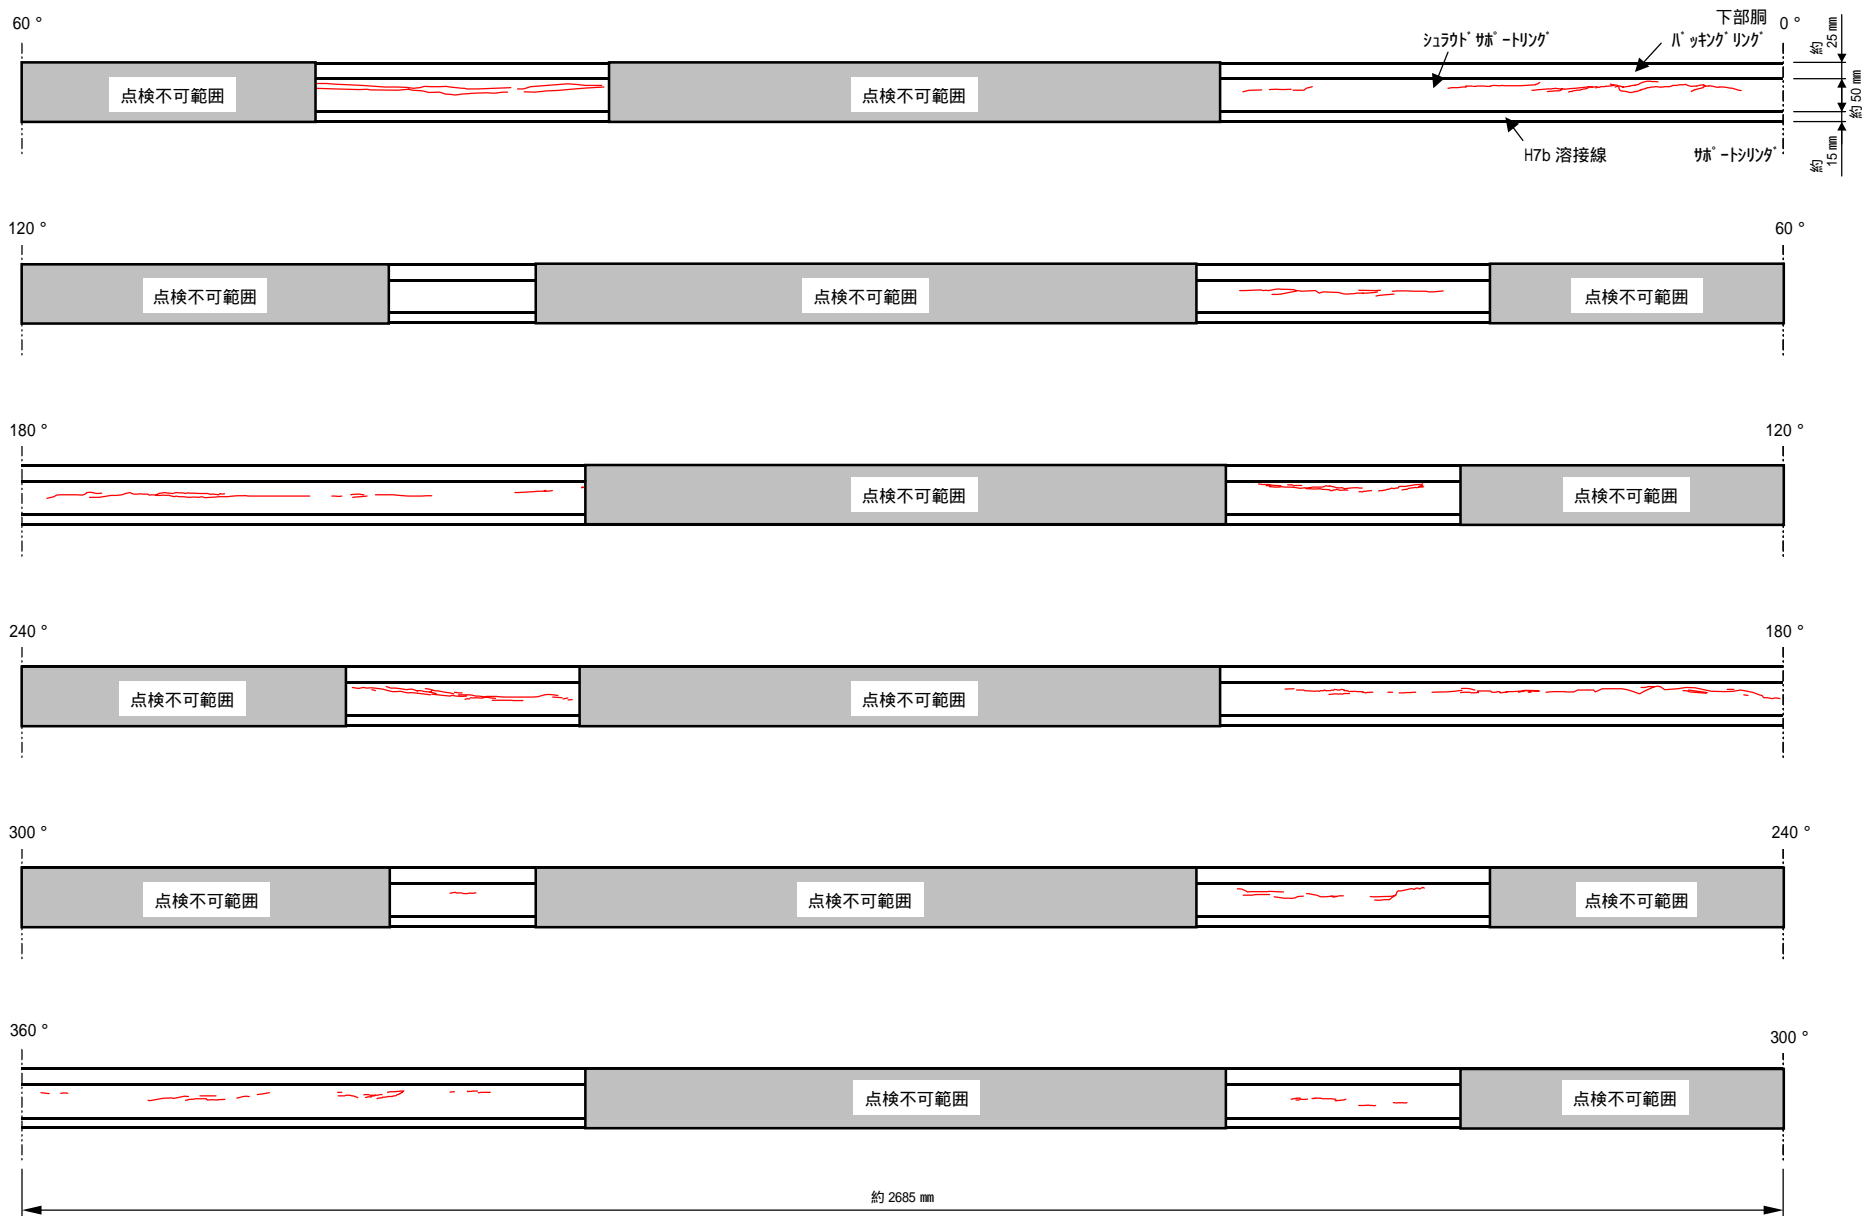 60 °
下部胴
0 °
ｼｭﾗｳﾄﾞｻﾎﾟｰﾄﾘﾝｸﾞ
ﾊﾞｯｷﾝｸﾞﾘﾝｸﾞ
約 25 ㎜
点検不可範囲
点検不可範囲
約 50 ㎜
H7b 溶接線
ｻﾎﾟｰﾄｼﾘﾝﾀﾞ
約 15 ㎜
120 °
60 °
点検不可範囲
点検不可範囲
点検不可範囲
180 °
120 °
点検不可範囲
点検不可範囲
240 °
180 °
点検不可範囲
点検不可範囲
300 °
240 °
点検不可範囲
点検不可範囲
点検不可範囲
360 °
300 °
点検不可範囲
点検不可範囲
約 2685 ㎜